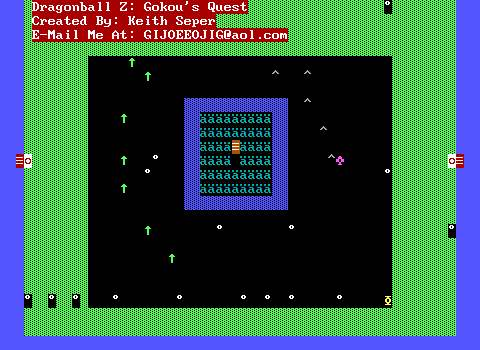 Dragonball Z: Gokou's Quest
Created By: Keith Seper
E-Mail Me At: GIJOEEOJIG@aol.com